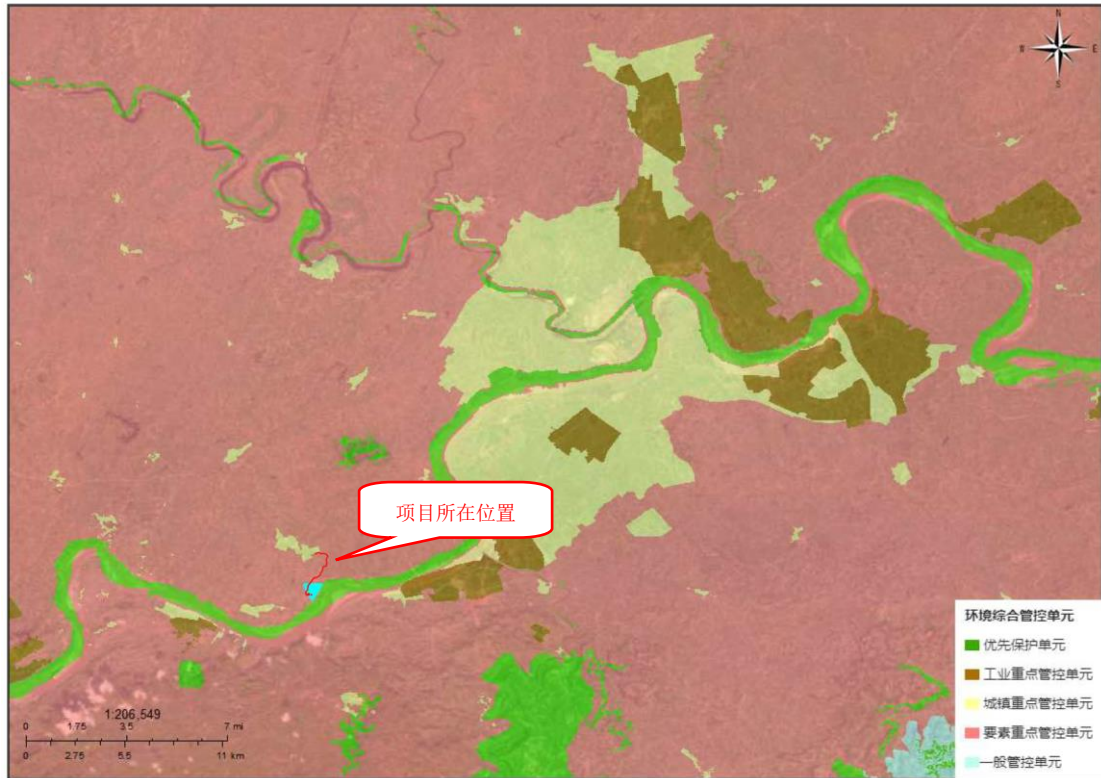 N
W E
S
项目所在位置
环境综合管控单元
优先保护单元
工业重点管控单元
城镇重点管控单元
要素重点管控单元
一般管控单元
1:206,549
0 1.75 3.5 7 mi
0 2.75 5.5 11 km